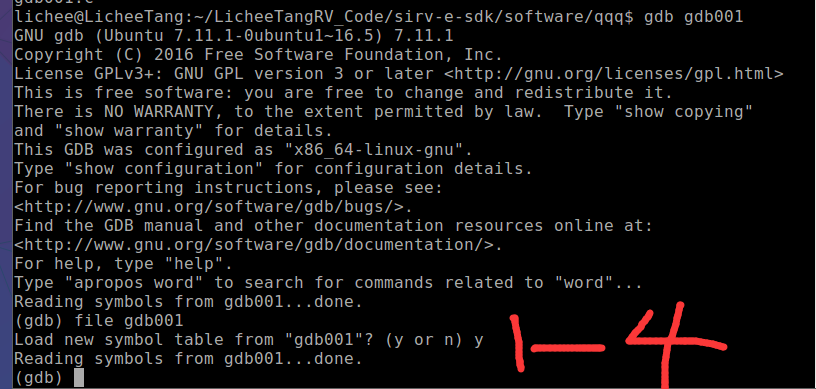 lichee@LicheeTang:~/LicheeTangRV_Code/sirv-e-sdk/software/qqq$ gdb gdb001
GNU gdb (Ubuntu 7.11.1-0ubuntu1~16.5) 7.11.1
Copyright (C) 2016 Free Software Foundation, Inc.
License GPLv3+: GNU GPL version 3 or later <http://gnu.org/licenses/gpl.html>
This is free software: you are free to change and redistribute it.
There is NO WARRANTY, to the extent permitted by law.  Type "show copying"
and "show warranty" for details.
This GDB was configured as "x86_64-linux-gnu".
Type "show configuration" for configuration details.
For bug reporting instructions, please see:
<http://www.gnu.org/software/gdb/bugs/>.
Find the GDB manual and other documentation resources online at:
<http://www.gnu.org/software/gdb/documentation/>.
For help, type "help".
Type "apropos word" to search for commands related to "word"...
Reading symbols from gdb001...done.
(gdb) file gdb001
Load new symbol table from "gdb001"? (y or n) y
Reading symbols from gdb001...done.
(gdb)
1-4